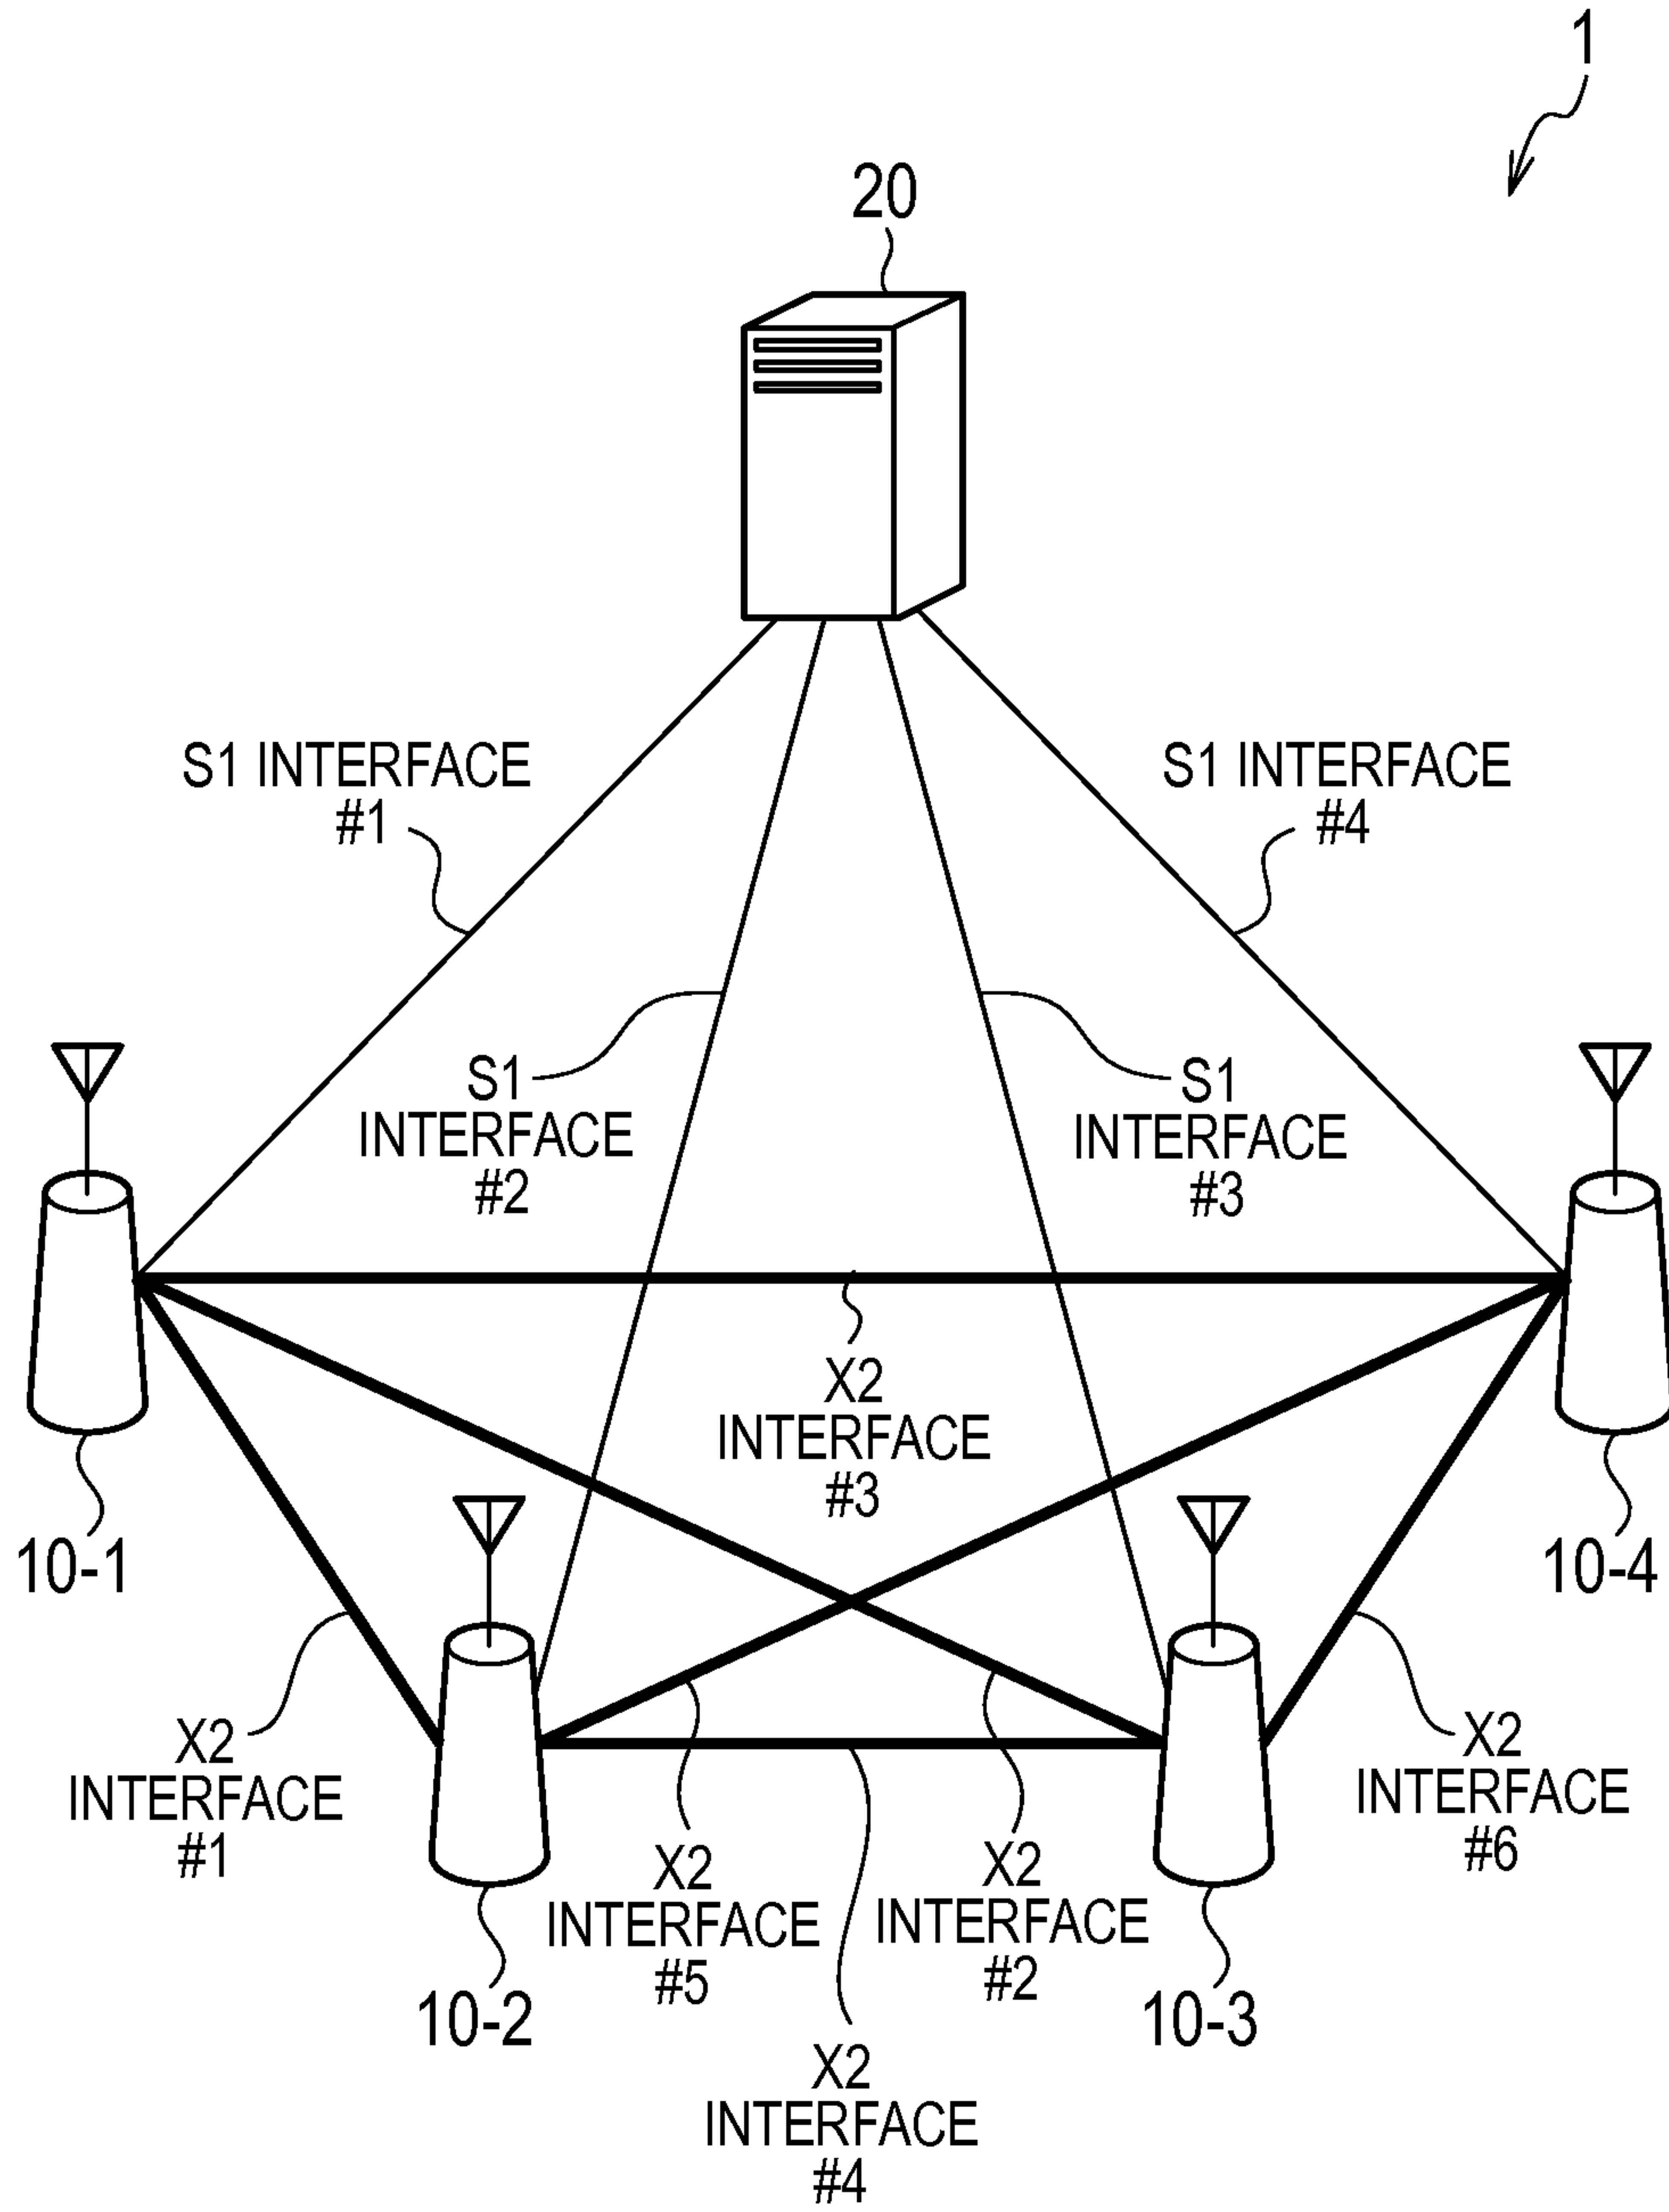 1
20
S1 INTERFACE
#1
S1 INTERFACE
#4
S1
INTERFACE
#2
S1
INTERFACE
#3
X2
INTERFACE
#3
10-1
10-4
X2
INTERFACE
#1
X2
INTERFACE
#6
X2
INTERFACE
#5
X2
INTERFACE
#2
10-2
10-3
X2
INTERFACE
#4